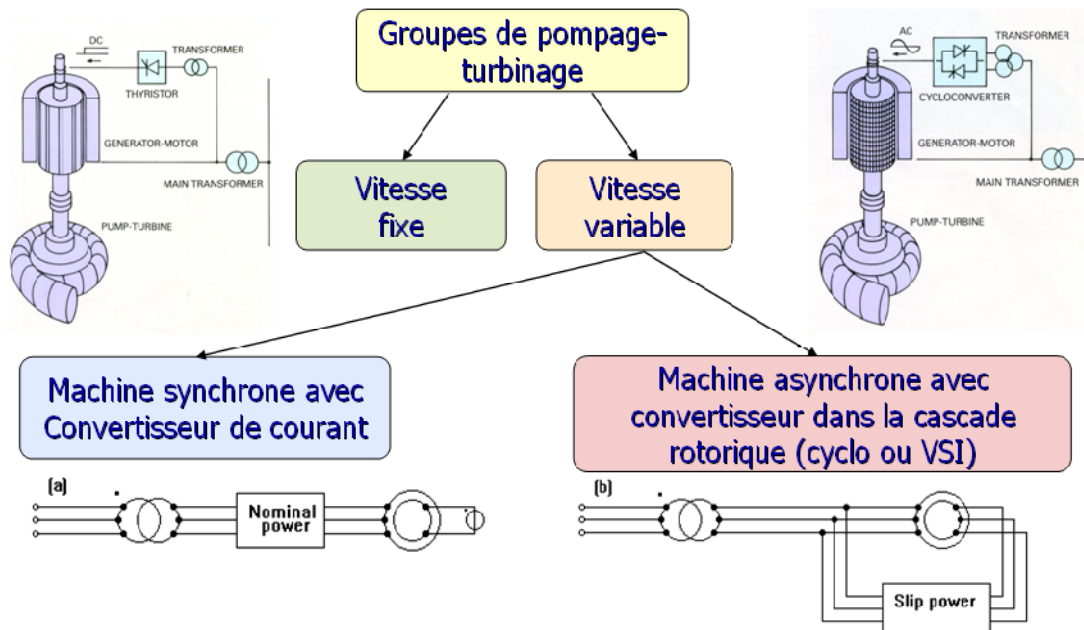 Groupes de pompage-
turbinage
DC
TRANSFORMER
THYRISTOR
GENERATOR-MOTOR
MAIN TRANSFORMER
PUMP-TURBINE
AC
TRANSFORMER
CYCLOCONVERTER
GENERATOR-MOTOR
MAIN TRANSFORMER
PUMP-TURBINE
Vitesse
fixe
Vitesse
variable
Machine synchrone avec
Convertisseur de courant
Machine asynchrone avec
convertisseur dans la cascade
rotorique (cyclo ou VSI)
(a)
Nominal
power
(b)
Slip power